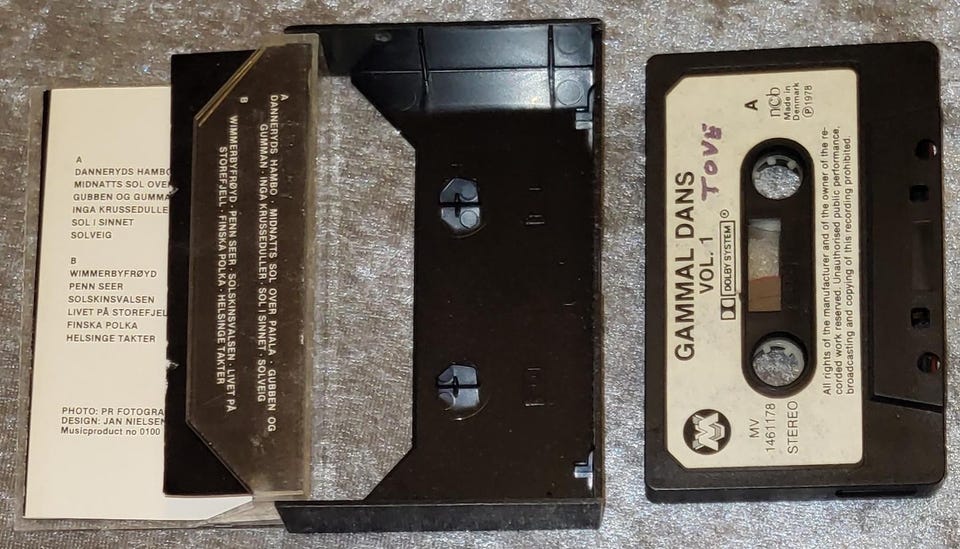 A
DANNERYDS HAMBO
MIDNATTS SOL OVER
GUBBEN OG GUMMA
INGA KRUSSEDULLE
SOL I SINNET
SOLVEIG
B
WIMMERBYFRØYD
PENN SEER
SOLSKINSVALSEN
LIVET PÅ STOREFJEL
FINSKA POLKA
HELSINGE TAKTER
PHOTO: PR FOTOGRA
DESIGN: JAN NIELSEN
Musicproduct no 0100
A
DANNERYDS HAMBO · MIDNATTS SOL OVER PAIALA · GUBBEN OG
GUMMAN · INGA KRUSSEDULLER · SOL I SINNET · SOLVEIG
B
WIMMERBYFRØYD · PENN SEER · SOLSKINSVALSEN · LIVET PÅ
STOREFJELL · FINSKA POLKA · HELSINGE TAKTER
GAMMAL DANS
VOL. 1
TOVE
DOLBY SYSTEM ®
A
ncb
Made in
Denmark
Ⓟ 1978
MV
1461178
STEREO
All rights of the manufacturer and of the owner of the re-
corded work reserved. Unauthorised public performance,
broadcasting and copying of this recording prohibited.